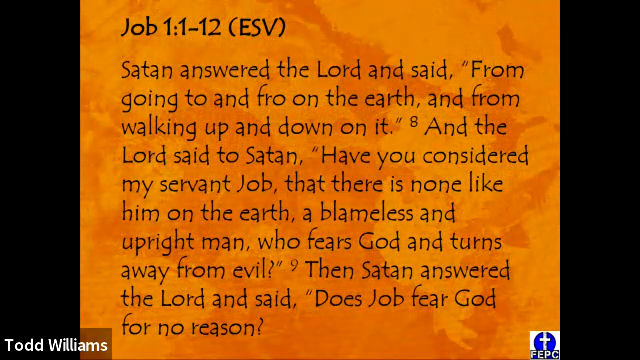 Job 1:1-12 (ESV)
Satan answered the Lord and said, “From
going to and fro on the earth, and from
walking up and down on it.” 8 And the
Lord said to Satan, “Have you considered
my servant Job, that there is none like
him on the earth, a blameless and
upright man, who fears God and turns
away from evil?” 9 Then Satan answered
the Lord and said, “Does Job fear God
for no reason?
Todd Williams
FEPC